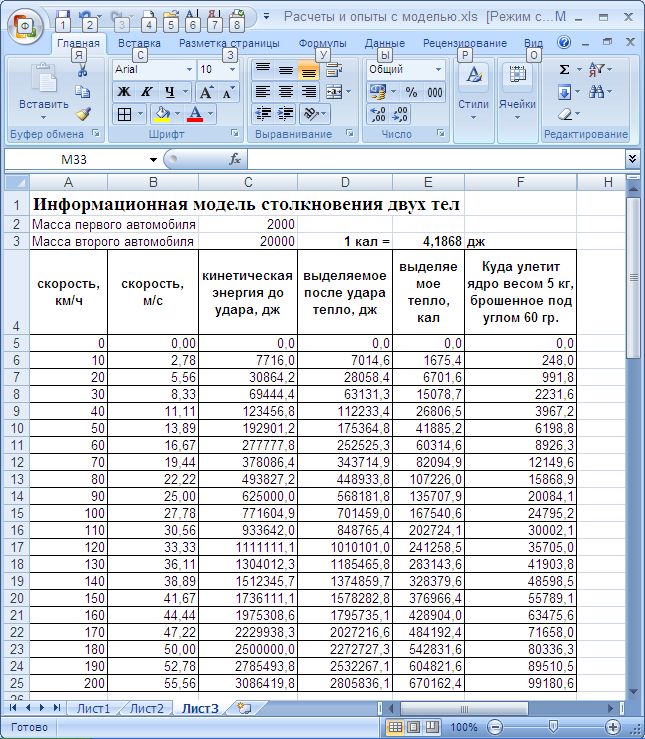 Расчеты и опыты с моделью.xls [Режим с... М
1 2 3 4 5 6 7 8
Главная Вставка Разметка страницы Формулы Данные Рецензирование Вид
Я С З У Ы Р О
Вставить
Буфер обмена
Arial 10
Ж К Ч А А
Шрифт
Выравнивание
Общий
% 000
Число
Стили
Ячейки
Редактирование
М33 fx
A B C D E F H
1 Информационная модель столкновения двух тел
2 Масса первого автомобиля 2000
3 Масса второго автомобиля 20000 1 кал = 4,1868 дж
4 скорость, км/ч скорость, м/с кинетическая энергия до удара, дж выделяемое после удара тепло, дж выделяе мое тепло, кал Куда улетит ядро весом 5 кг, брошенное под углом 60 гр.
5 0 0,00 0,0 0,0 0,0 0,0
6 10 2,78 7716,0 7014,6 1675,4 248,0
7 20 5,56 30864,2 28058,4 6701,6 991,8
8 30 8,33 69444,4 63131,3 15078,7 2231,6
9 40 11,11 123456,8 112233,4 26806,5 3967,2
10 50 13,89 192901,2 175364,8 41885,2 6198,8
11 60 16,67 277777,8 252525,3 60314,6 8926,3
12 70 19,44 378086,4 343714,9 82094,9 12149,6
13 80 22,22 493827,2 448933,8 107226,0 15868,9
14 90 25,00 625000,0 568181,8 135707,9 20084,1
15 100 27,78 771604,9 701459,0 167540,6 24795,2
16 110 30,56 933642,0 848765,4 202724,1 30002,1
17 120 33,33 1111111,1 1010101,0 241258,5 35705,0
18 130 36,11 1304012,3 1185465,8 283143,6 41903,8
19 140 38,89 1512345,7 1374859,7 328379,6 48598,5
20 150 41,67 1736111,1 1578282,8 376966,4 55789,1
21 160 44,44 1975308,6 1795735,1 428904,0 63475,6
22 170 47,22 2229938,3 2027216,6 484192,4 71658,0
23 180 50,00 2500000,0 2272727,3 542831,6 80336,3
24 190 52,78 2785493,8 2532267,1 604821,6 89510,5
25 200 55,56 3086419,8 2805836,1 670162,4 99180,6
Лист1 Лист2 Лист3
Готово 100%